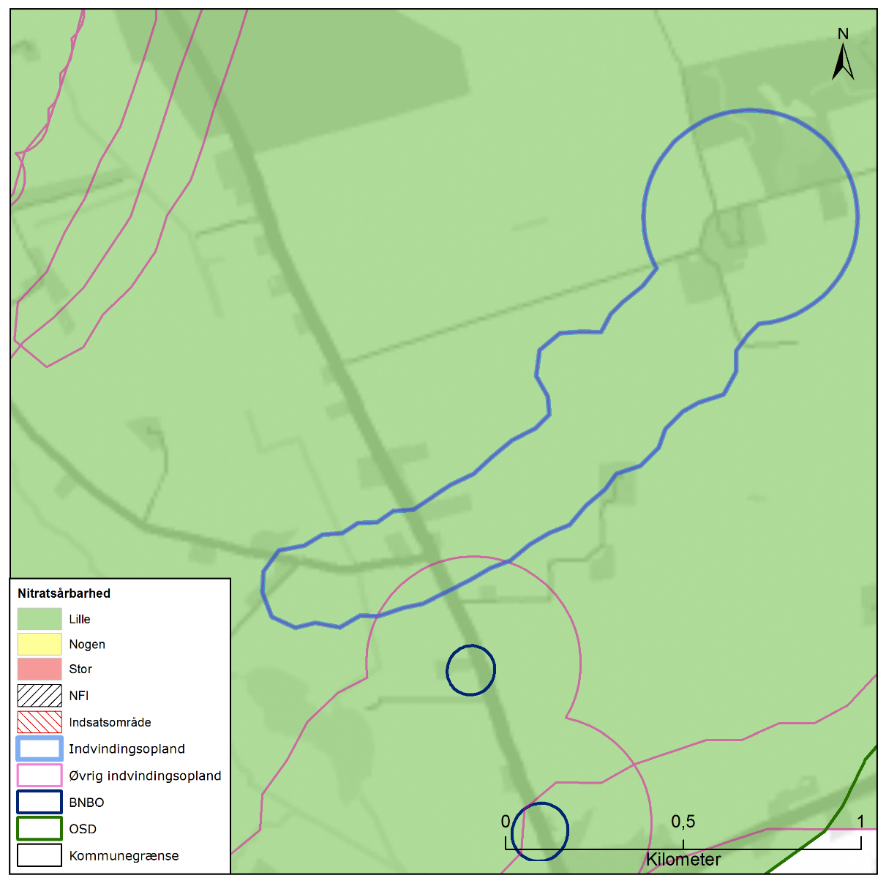 N
Nitratsårbarhed
Lille
Nogen
Stor
NFI
Indsatsområde
Indvindingsopland
Øvrig indvindingsopland
BNBO
OSD
Kommunegrænse
0 0,5 1
Kilometer